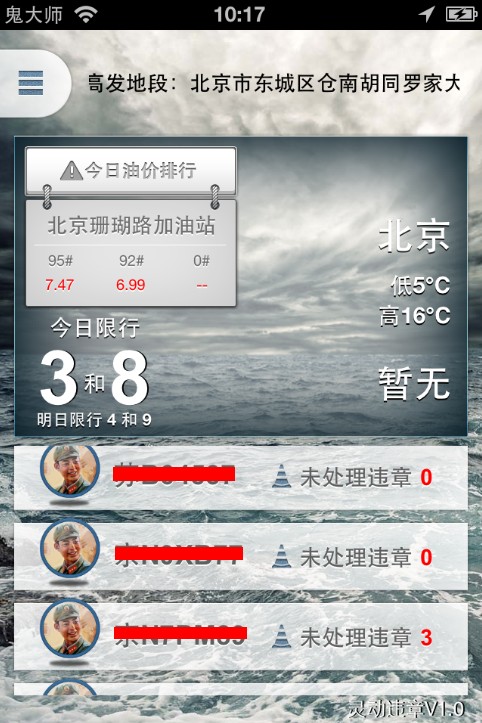 鬼大师 10:17
高发地段：北京市东城区仓南胡同罗家大
今日油价排行
北京珊瑚路加油站
95# 92# 0#
7.47 6.99 --
北京
低5°C
高16°C
今日限行
3和8
暂无
明日限行 4 和 9
未处理违章 0
未处理违章 0
未处理违章 3
灵动违章V1.0